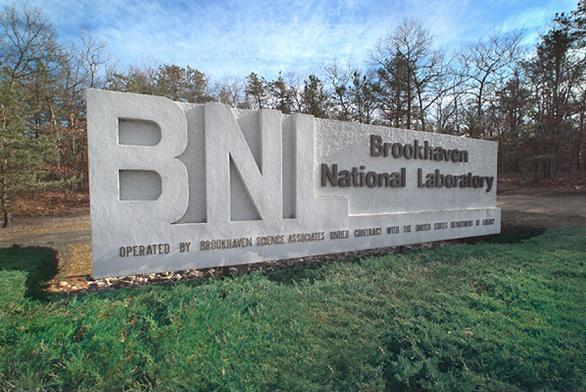 BNL
Brookhaven
National Laboratory
OPERATED BY BROOKHAVEN SCIENCE ASSOCIATES UNDER CONTRACT WITH THE UNITED STATES DEPARTMENT OF ENERGY